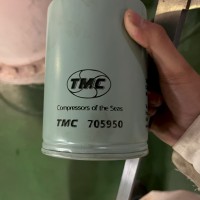 TMC
Compressors of the Seas
TMC 705950